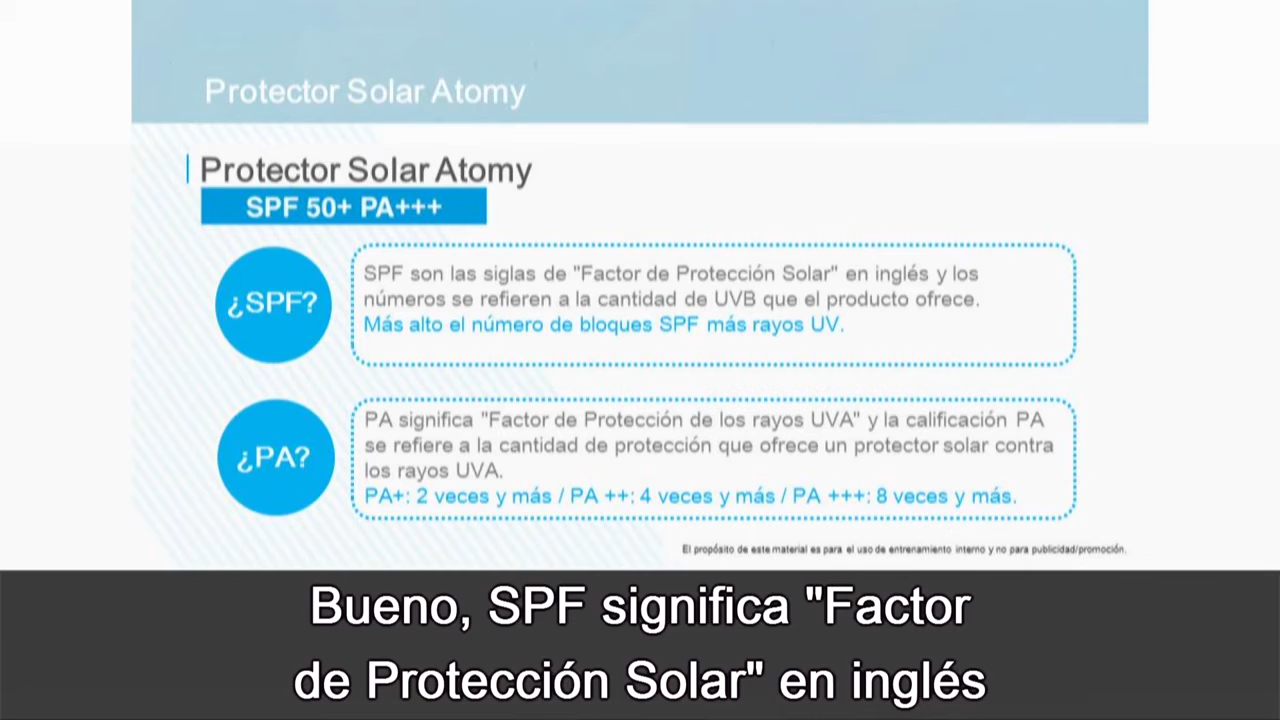 Protector Solar Atomy
Protector Solar Atomy
SPF 50+ PA+++
¿SPF?
SPF son las siglas de "Factor de Protección Solar" en inglés y los
números se refieren a la cantidad de UVB que el producto ofrece.
Más alto el número de bloques SPF más rayos UV.
¿PA?
PA significa "Factor de Protección de los rayos UVA" y la calificación PA
se refiere a la cantidad de protección que ofrece un protector solar contra
los rayos UVA.
PA+: 2 veces y más / PA ++: 4 veces y más / PA +++: 8 veces y más.
El propósito de este material es para el uso de entrenamiento interno y no para publicidad/promoción.
Bueno, SPF significa "Factor
de Protección Solar" en inglés